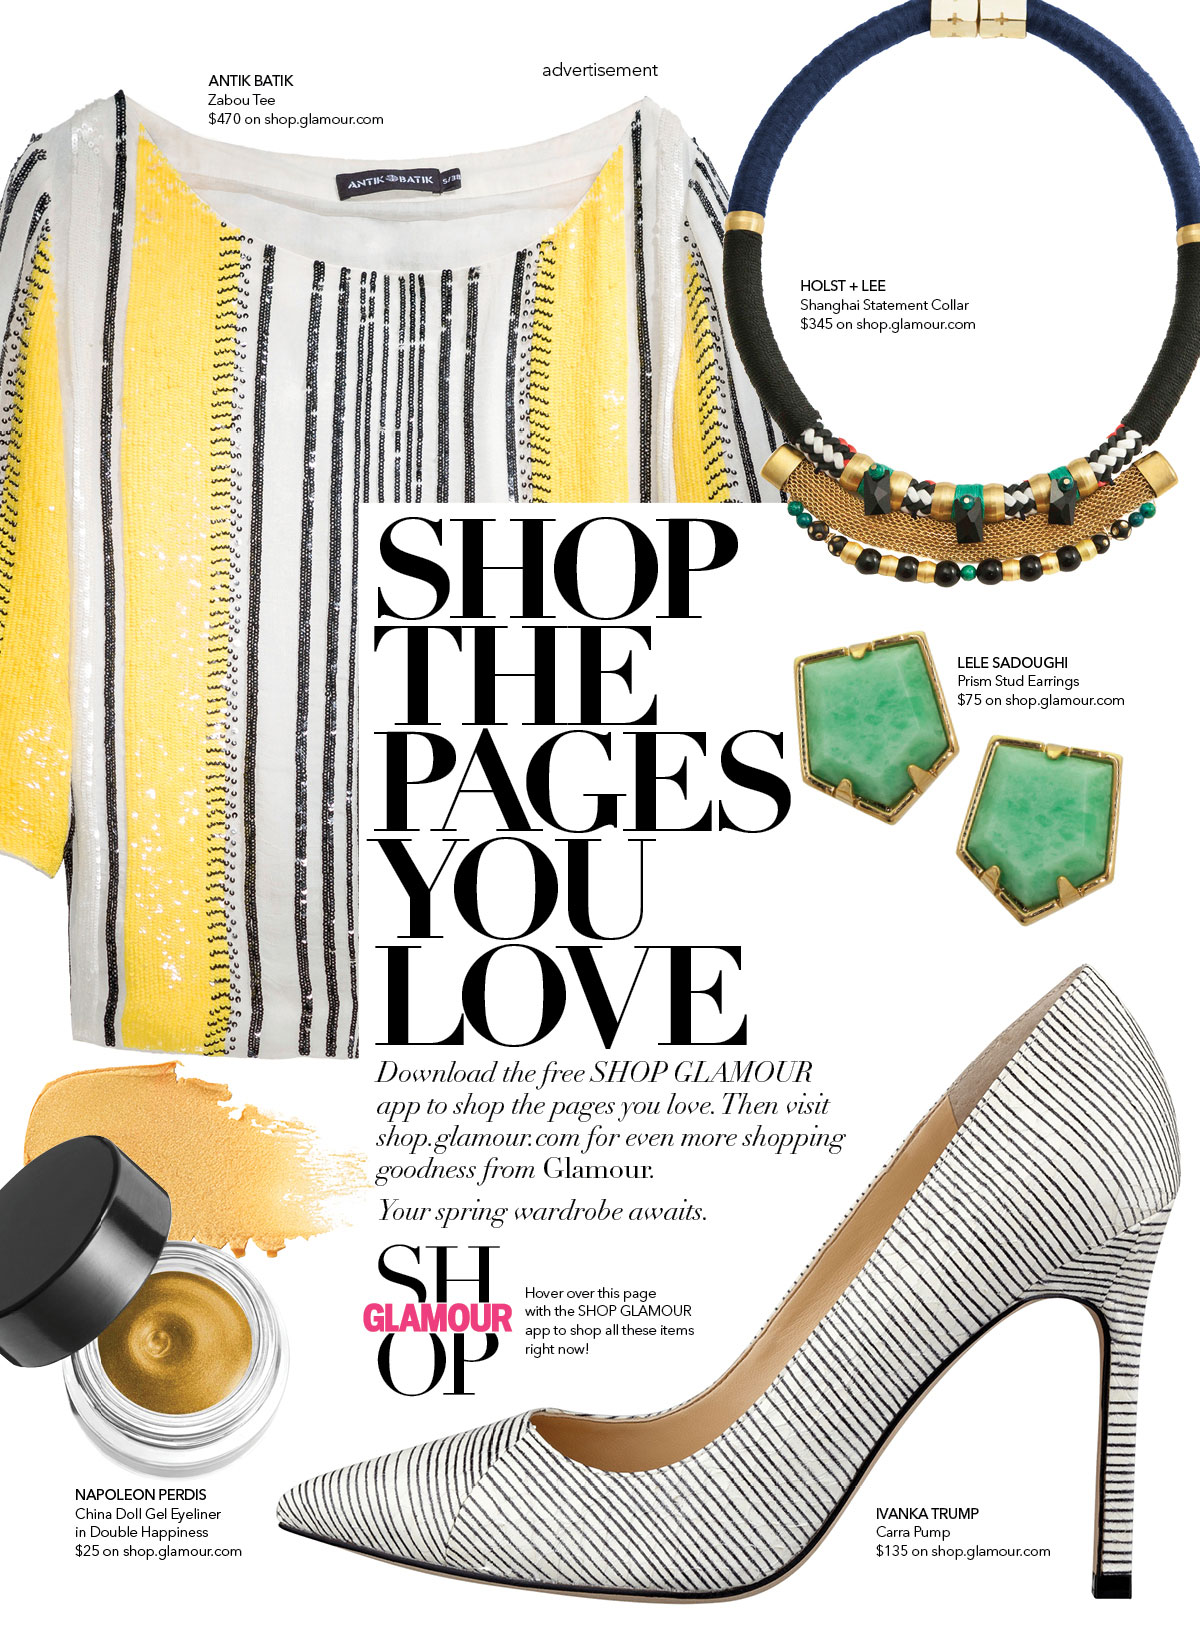 advertisement
ANTIK BATIK
Zabou Tee
$470 on shop.glamour.com
ANTIK BATIK S/38
HOLST + LEE
Shanghai Statement Collar
$345 on shop.glamour.com
LELE SADOUGHI
Prism Stud Earrings
$75 on shop.glamour.com
SHOP
THE
PAGES
YOU
LOVE
Download the free SHOP GLAMOUR
app to shop the pages you love. Then visit
shop.glamour.com for even more shopping
goodness from Glamour.
Your spring wardrobe awaits.
SH
GLAMOUR
OP
Hover over this page
with the SHOP GLAMOUR
app to shop all these items
right now!
NAPOLEON PERDIS
China Doll Gel Eyeliner
in Double Happiness
$25 on shop.glamour.com
IVANKA TRUMP
Carra Pump
$135 on shop.glamour.com